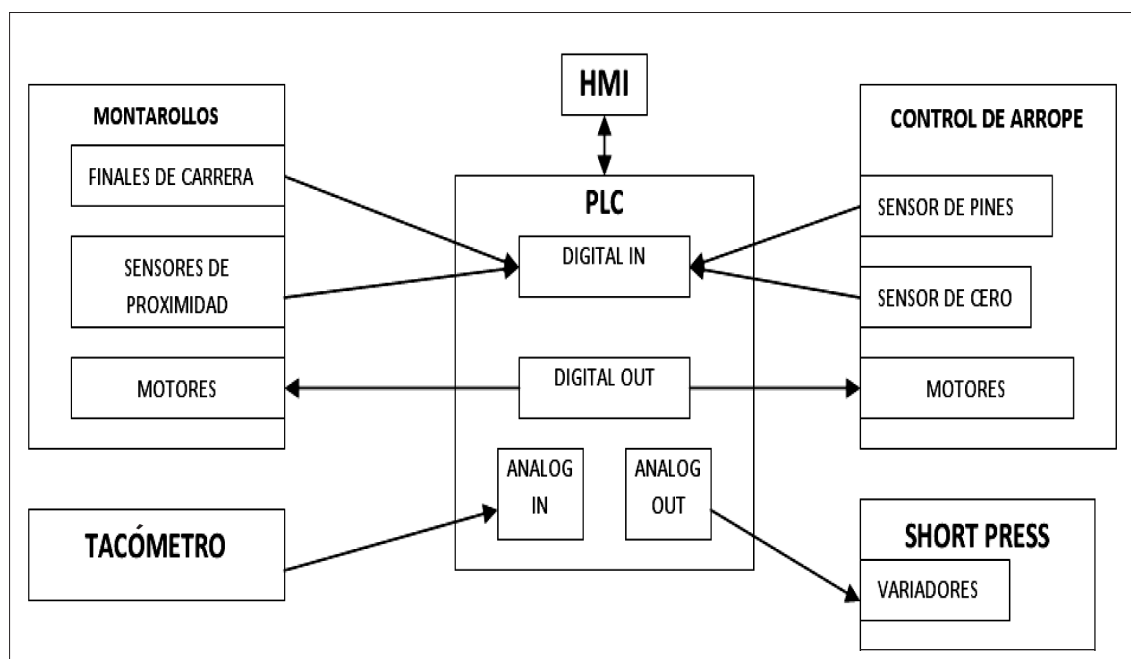 HMI
MONTAROLLOS
FINALES DE CARRERA
SENSORES DE
PROXIMIDAD
MOTORES
PLC
DIGITAL IN
DIGITAL OUT
ANALOG
IN
ANALOG
OUT
CONTROL DE ARROPE
SENSOR DE PINES
SENSOR DE CERO
MOTORES
TACÓMETRO
SHORT PRESS
VARIADORES